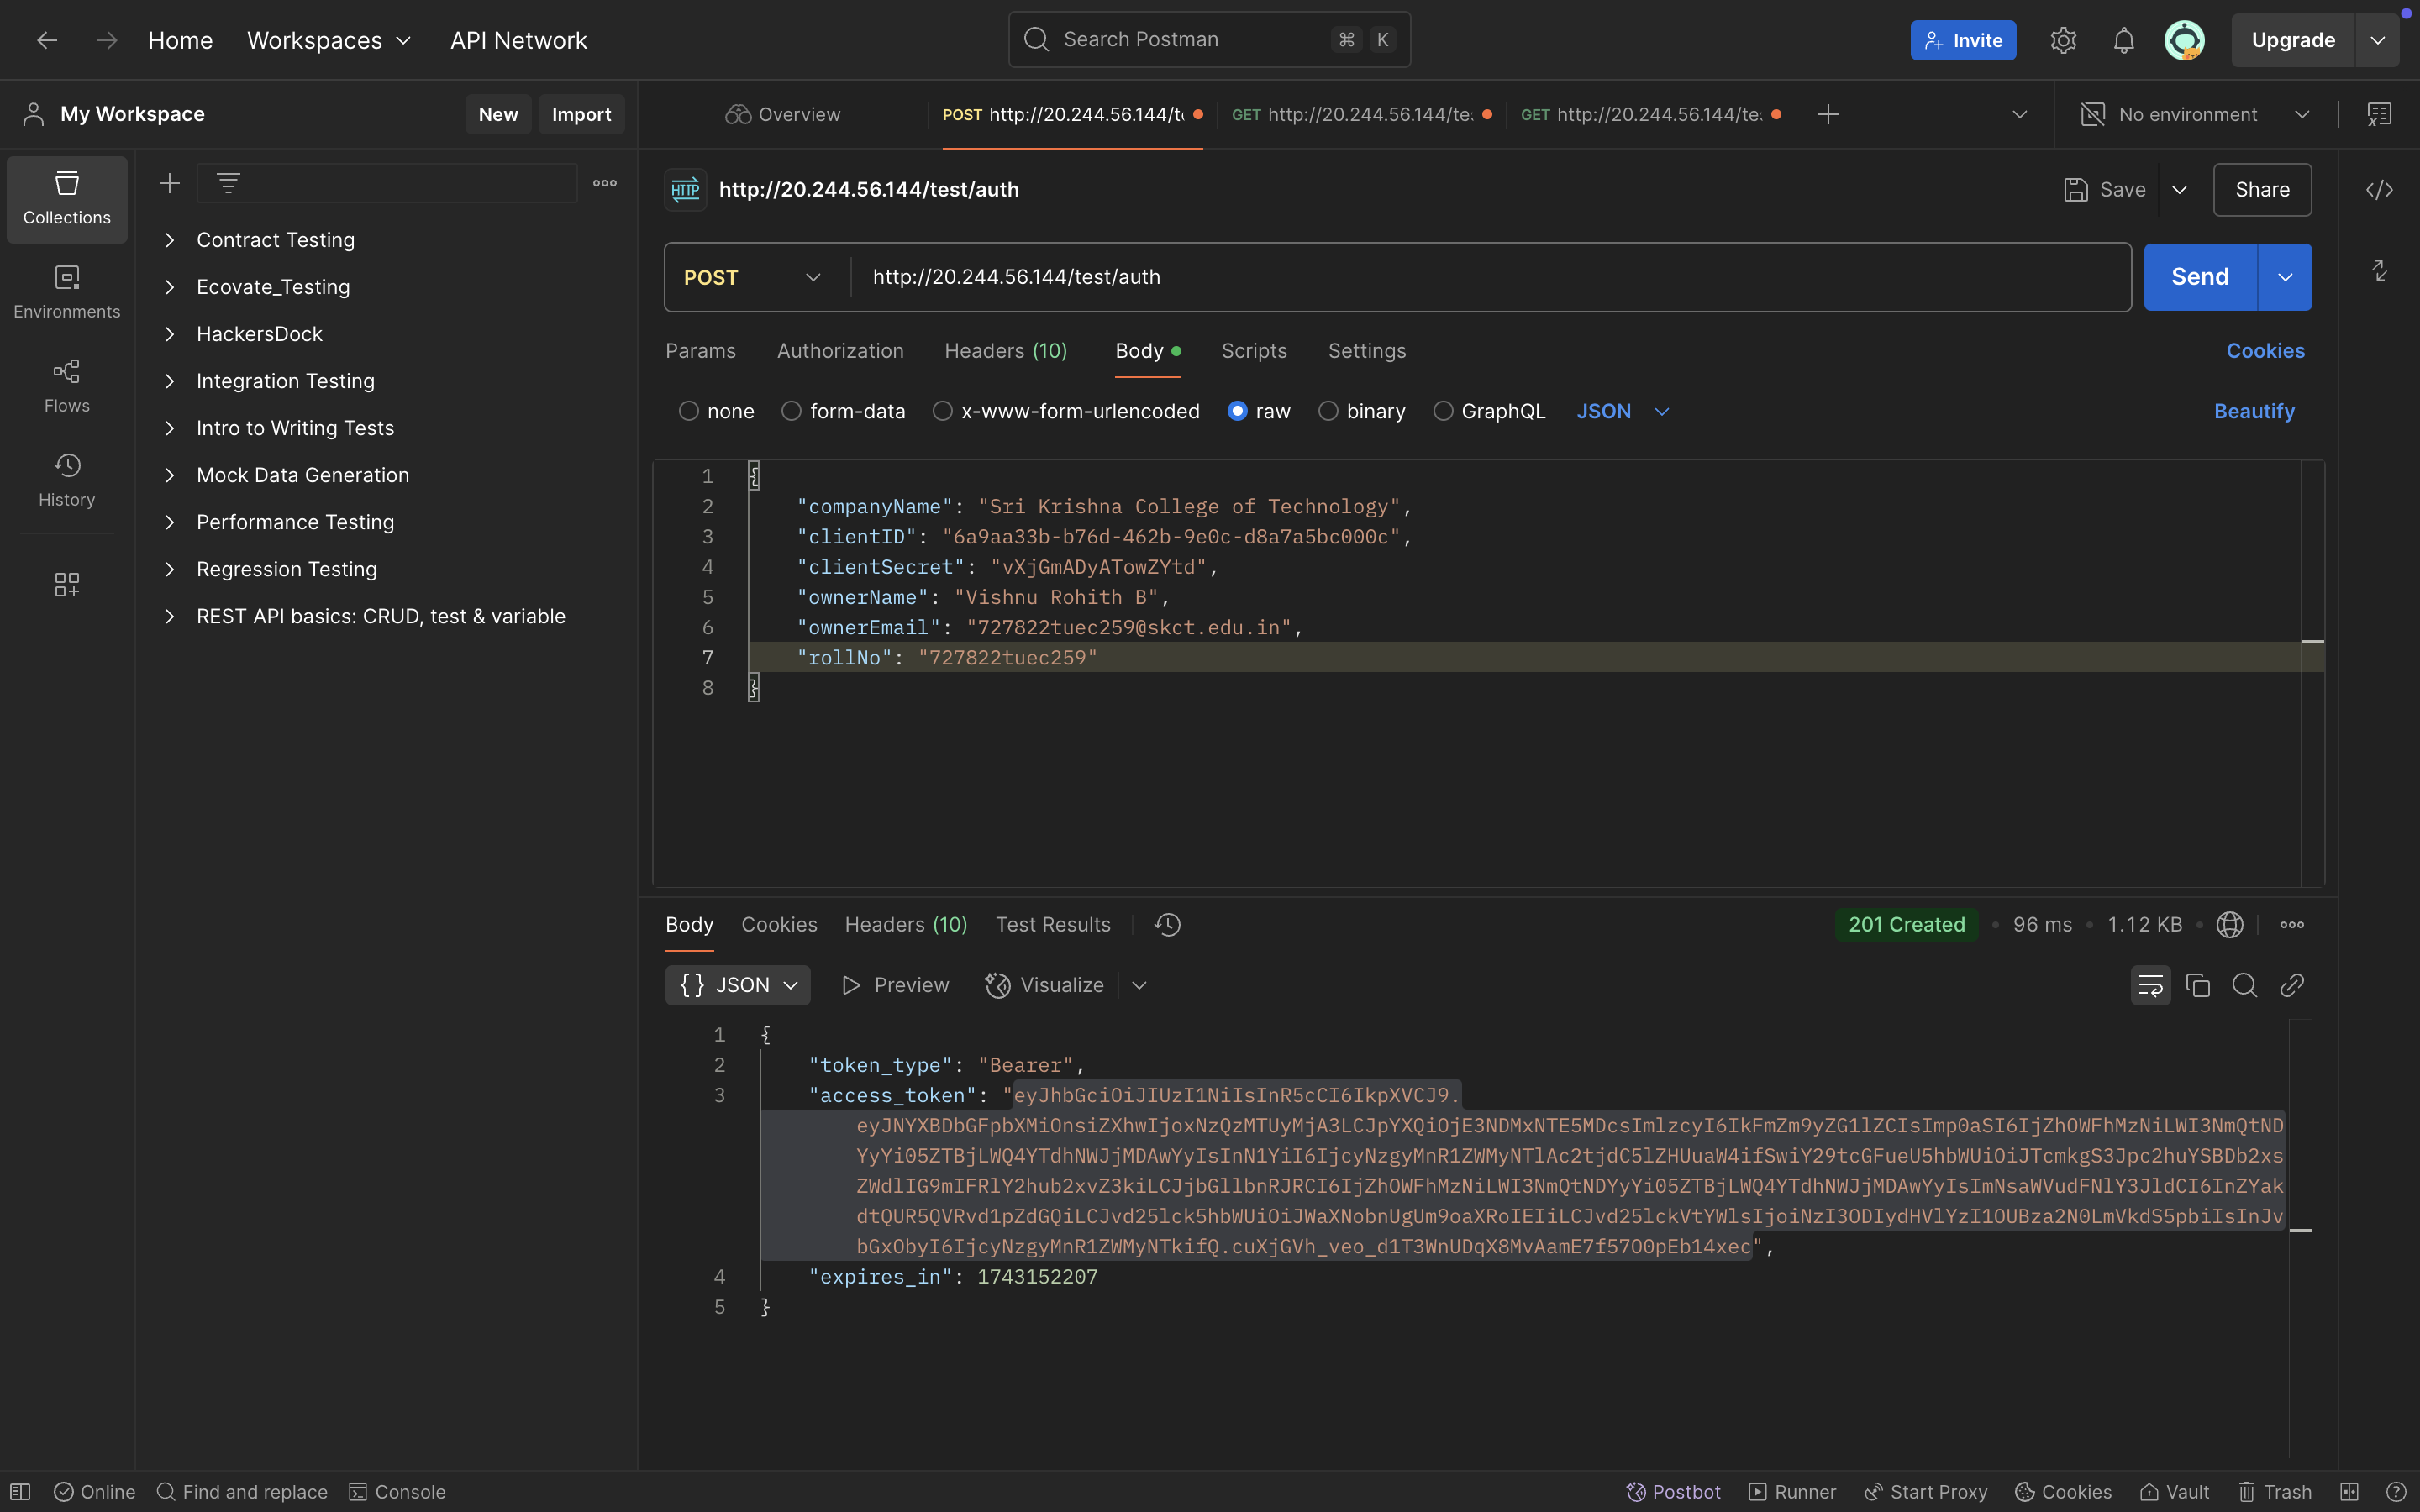 Home Workspaces API Network Search Postman ⌘ K Invite Upgrade
My Workspace New Import Overview POST http://20.244.56.144/t GET http://20.244.56.144/te GET http://20.244.56.144/te No environment
Collections
Environments
Flows
History
Contract Testing
Ecovate_Testing
HackersDock
Integration Testing
Intro to Writing Tests
Mock Data Generation
Performance Testing
Regression Testing
REST API basics: CRUD, test & variable
HTTP http://20.244.56.144/test/auth Save Share
POST http://20.244.56.144/test/auth Send
Params Authorization Headers (10) Body Scripts Settings Cookies
none form-data x-www-form-urlencoded raw binary GraphQL JSON Beautify
1 {
2 "companyName": "Sri Krishna College of Technology",
3 "clientID": "6a9aa33b-b76d-462b-9e0c-d8a7a5bc000c",
4 "clientSecret": "vXjGmADyATowZYtd",
5 "ownerName": "Vishnu Rohith B",
6 "ownerEmail": "727822tuec259@skct.edu.in",
7 "rollNo": "727822tuec259"
8 }
Body Cookies Headers (10) Test Results 201 Created 96 ms 1.12 KB
{} JSON Preview Visualize
1 {
2 "token_type": "Bearer",
3 "access_token": "eyJhbGciOiJIUzI1NiIsInR5cCI6IkpXVCJ9.
eyJNYXBDbGFpbXMiOnsiZXhwIjoxNzQzMTUyMjA3LCJpYXQiOjE3NDMxNTE5MDcsImlzcyI6IkFmZm9yZG1lZCIsImp0aSI6IjZhOWFhMzNiLWI3NmQtND
YyYi05ZTBjLWQ4YTdhNWJjMDAwYyIsInN1YiI6IjcyNzgyMnR1ZWMyNTlAc2tjdC5lZHUuaW4ifSwiY29tcGFueU5hbWUiOiJTcmkgS3Jpc2huYSBDb2xs
ZWdlIG9mIFRlY2hub2xvZ3kiLCJjbGllbnRJRCI6IjZhOWFhMzNiLWI3NmQtNDYyYi05ZTBjLWQ4YTdhNWJjMDAwYyIsImNsaWVudFNlY3JldCI6InZYak
dtQUR5QVRvd1pZdGQiLCJvd25lck5hbWUiOiJWaXNobnUgUm9oaXRoIEIiLCJvd25lckVtYWlsIjoiNzI3ODIydHVlYzI1OUBza2N0LmVkdS5pbiIsInJv
bGxObyI6IjcyNzgyMnR1ZWMyNTkifQ.cuXjGVh_veo_d1T3WnUDqX8MvAamE7f57O0pEb14xec",
4 "expires_in": 1743152207
5 }
Online Find and replace Console Postbot Runner Start Proxy Cookies Vault Trash